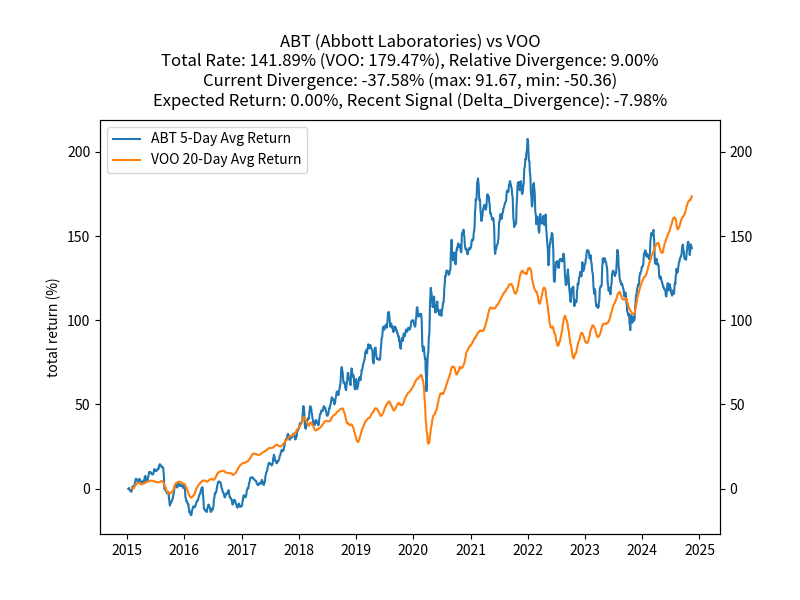 ABT (Abbott Laboratories) vs VOO
Total Rate: 141.89% (VOO: 179.47%), Relative Divergence: 9.00%
Current Divergence: -37.58% (max: 91.67, min: -50.36)
Expected Return: 0.00%, Recent Signal (Delta_Divergence): -7.98%
ABT 5-Day Avg Return
VOO 20-Day Avg Return
total return (%)
200
150
100
50
0
200
150
100
50
0
2015 2016 2017 2018 2019 2020 2021 2022 2023 2024 2025